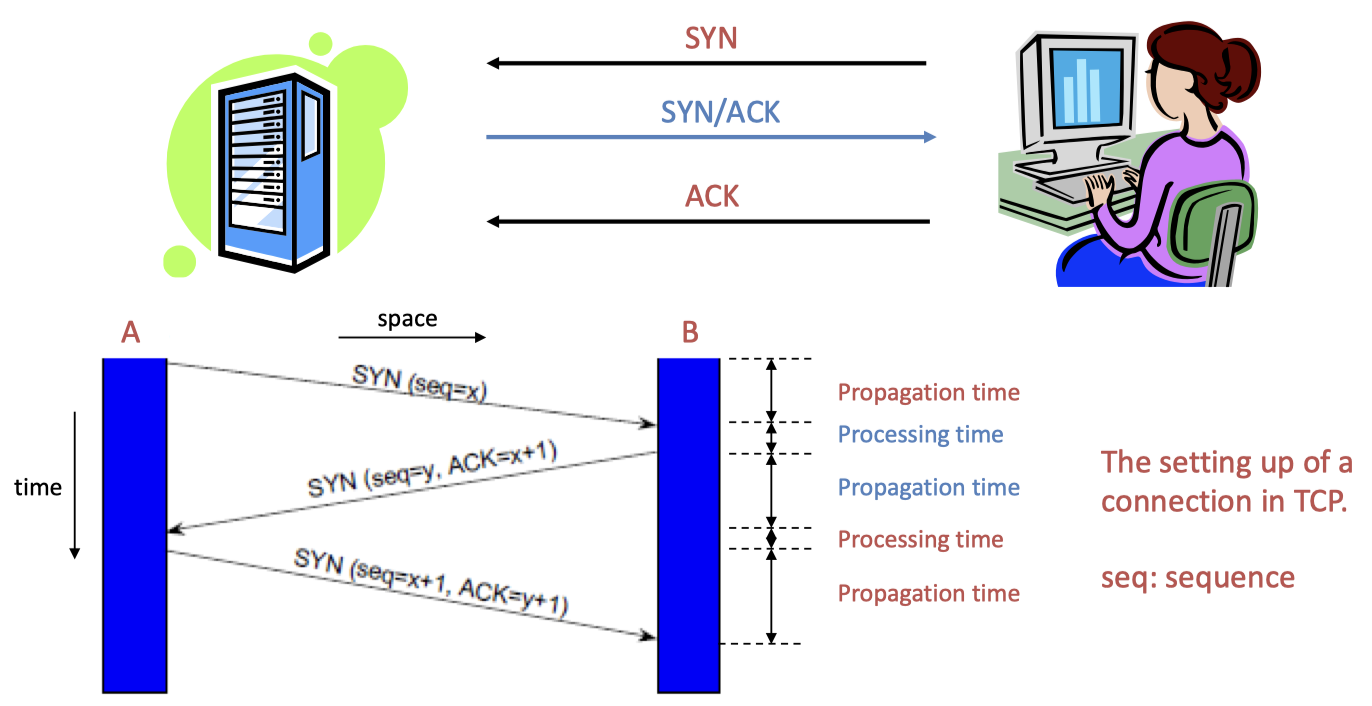 SYN
SYN/ACK
ACK
A
space
B
SYN (seq=x)
SYN (seq=y, ACK=x+1)
SYN (seq=x+1, ACK=y+1)
time
Propagation time
Processing time
Propagation time
Processing time
Propagation time
The setting up of a
connection in TCP.
seq: sequence